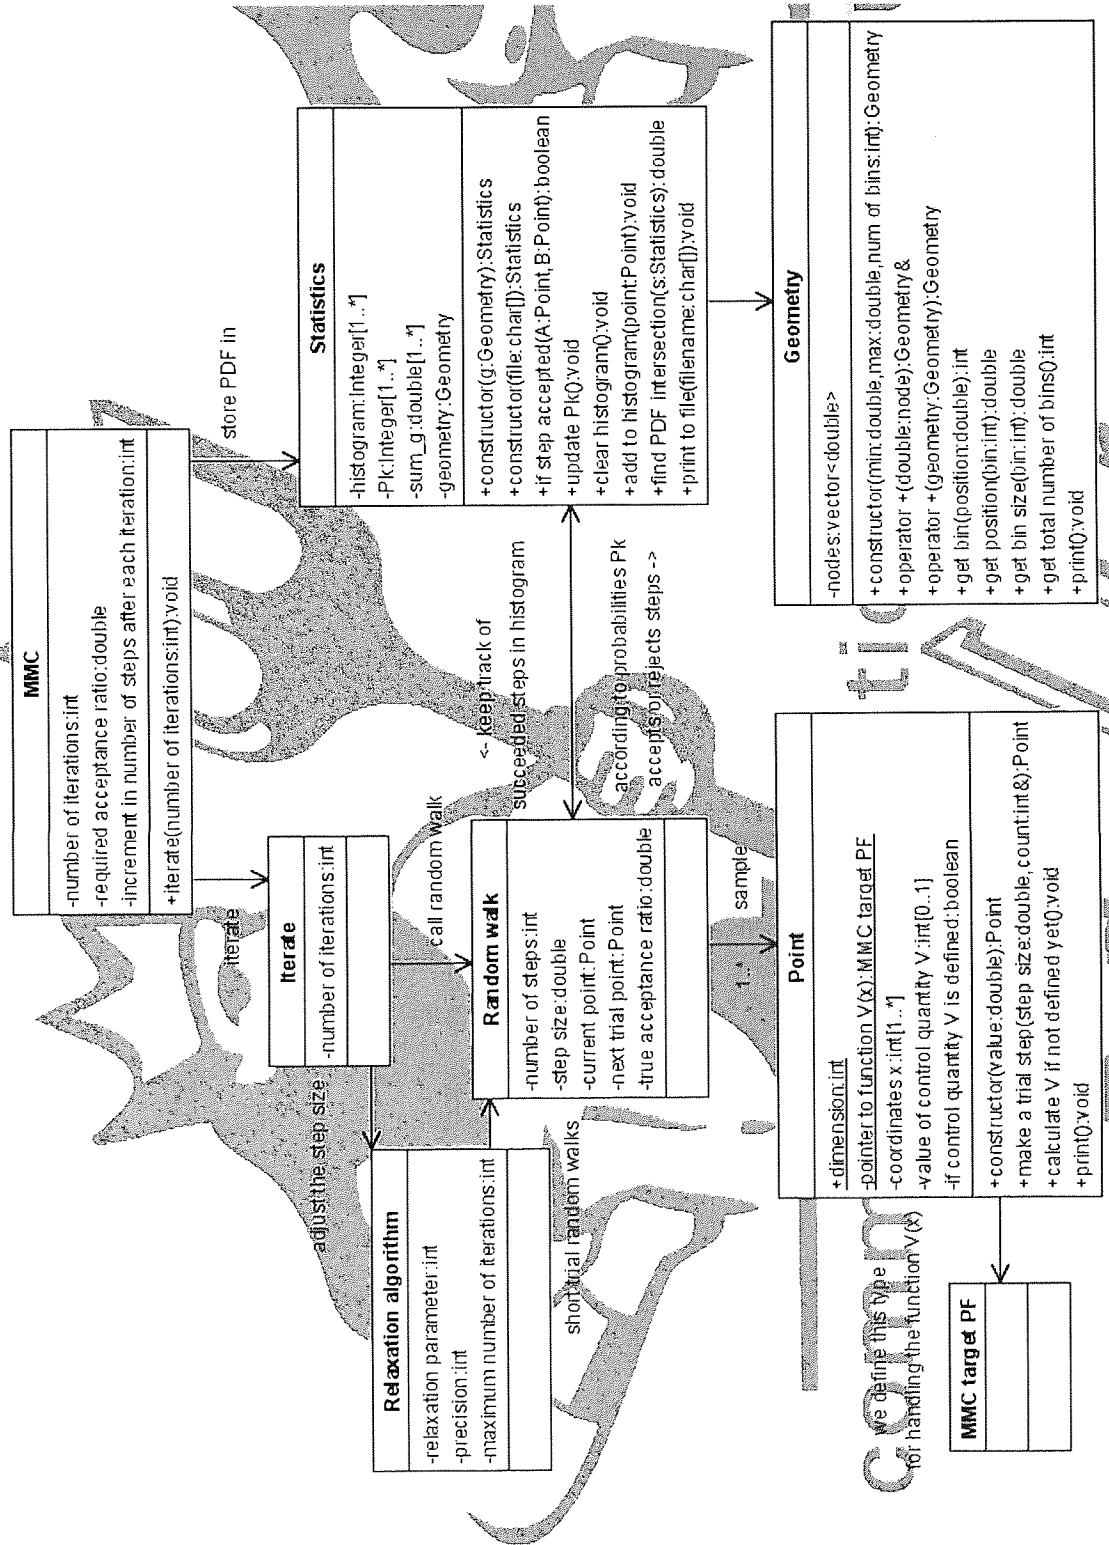 MMC
-number of iterations:int
-required acceptance ratio:double
-increment in number of steps after each iteration:int
+iterate(number of iterations:int):void
iterate
store PDF in
Iterate
-number of iterations:int
adjust the step size
call random walk
Statistics
-histogram:Integer[1..*]
-Pk:Integer[1..*]
-sum_g:double[1..*]
-geometry:Geometry
+constructor(g:Geometry):Statistics
+constructor(file:char[]):Statistics
+if step accepted(A:Point,B:Point):boolean
+update Pk():void
+clear histogram():void
+add to histogram(point:Point):void
+find PDF intersection(s:Statistics):double
+print to file(filename:char[]):void
Relaxation algorithm
-relaxation parameter:int
-precision:int
-maximum number of iterations:int
short trial random walks
Random walk
-number of steps:int
-step size:double
-current point:Point
-next trial point:Point
-true acceptance ratio:double
<- keep track of
succeeded steps in histogram
according to probabilities Pk
accepts or rejects steps ->
1..*
sample
Point
+dimension:int
-pointer to function V(x):MMC target PF
-coordinates x:int[1..*]
-value of control quantity V:int[0..1]
-if control quantity V is defined:boolean
+constructor(value:double):Point
+make a trial step(step size:double,count:int&):Point
+calculate V if not defined yet():void
+print():void
Geometry
-nodes:vector<double>
+constructor(min:double,max:double,num of bins:int):Geometry
+operator +(double:node):Geometry&
+operator +(geometry:Geometry):Geometry
+get bin(position:double):int
+get position(bin:int):double
+get bin size(bin:int):double
+get total number of bins():int
+print():void
we define this type
for handling the function V(x)
MMC target PF